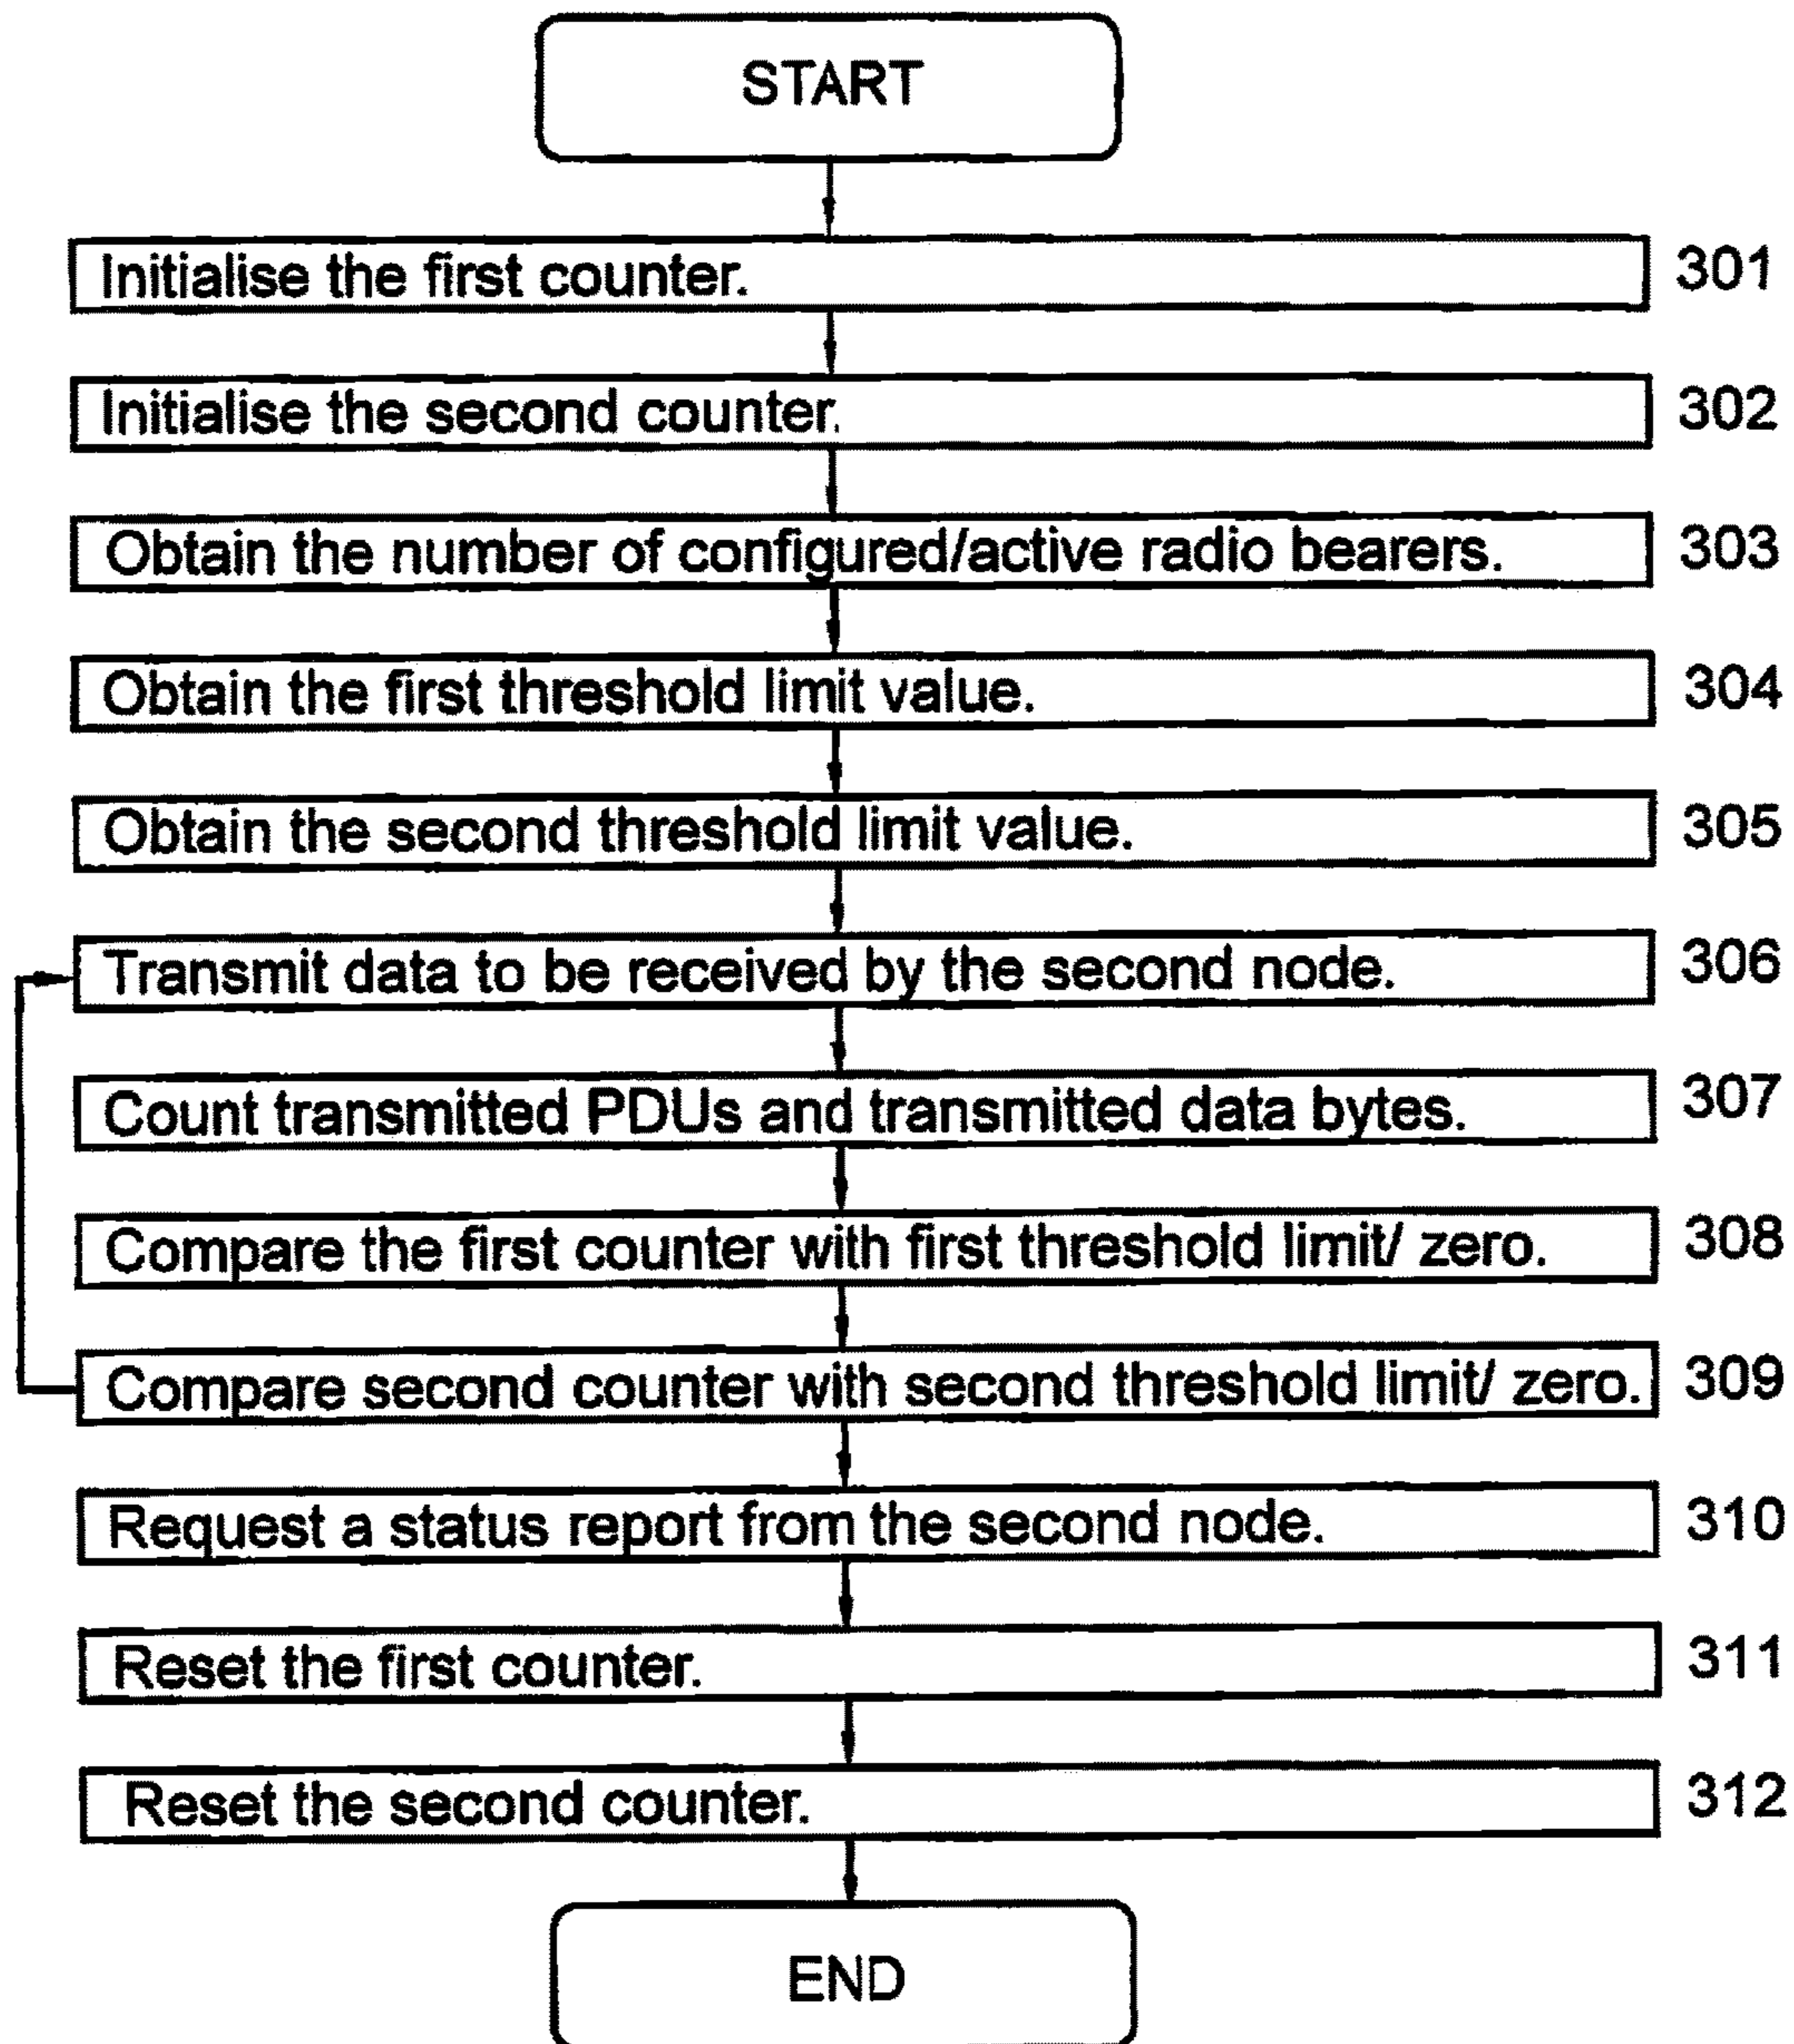 START
Initialise the first counter. 301
Initialise the second counter. 302
Obtain the number of configured/active radio bearers. 303
Obtain the first threshold limit value. 304
Obtain the second threshold limit value. 305
Transmit data to be received by the second node. 306
Count transmitted PDUs and transmitted data bytes. 307
Compare the first counter with first threshold limit/ zero. 308
Compare second counter with second threshold limit/ zero. 309
Request a status report from the second node. 310
Reset the first counter. 311
Reset the second counter. 312
END